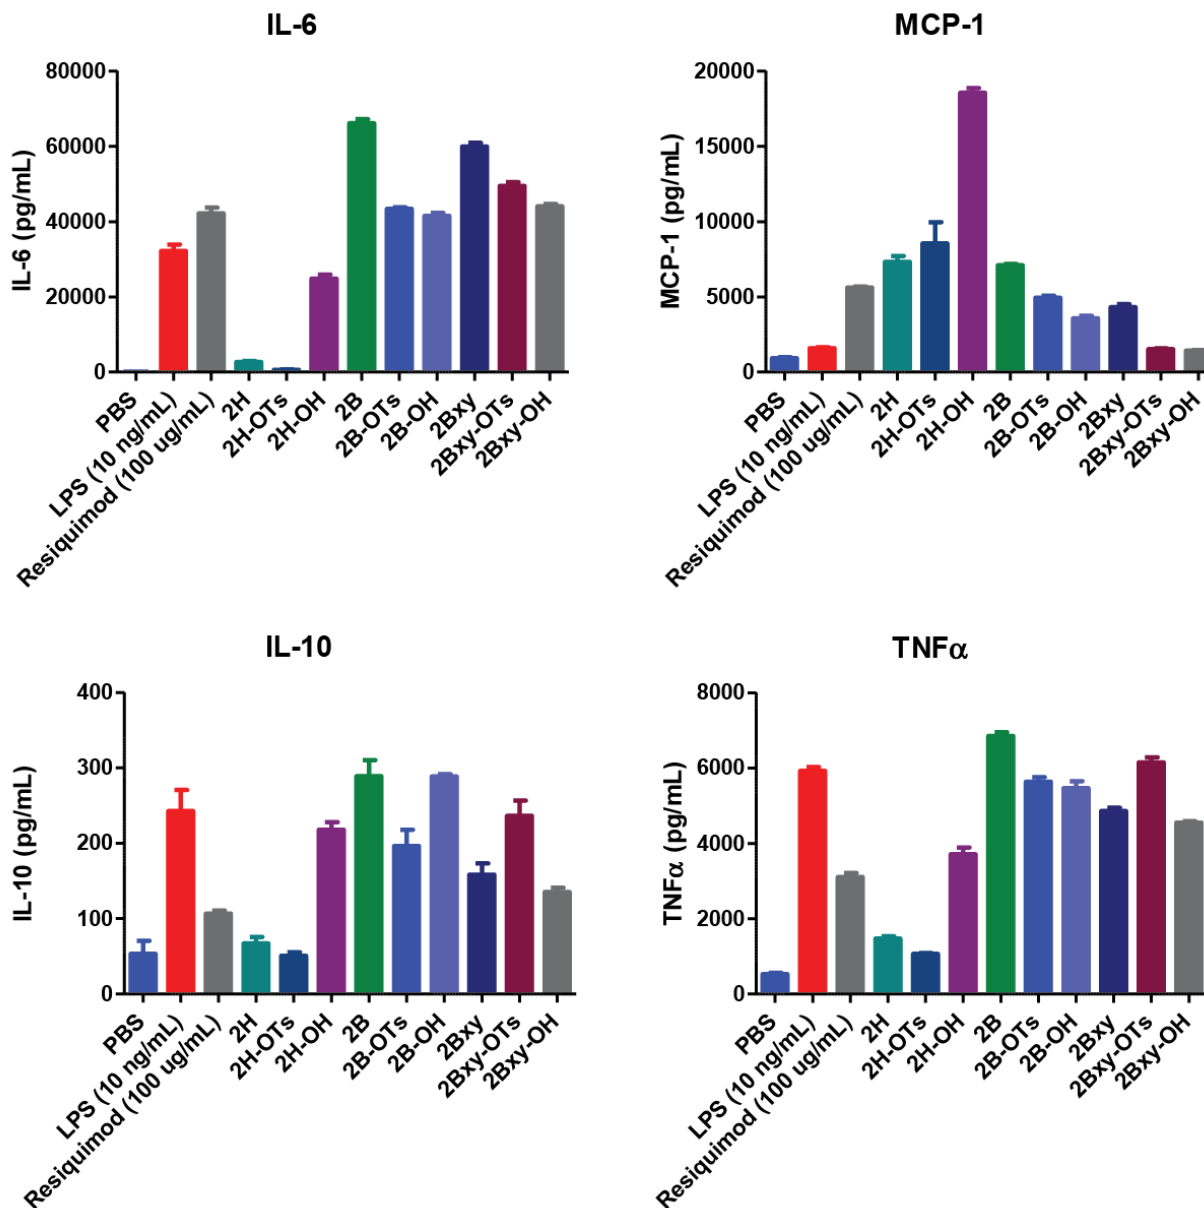 IL-6
IL-6 (pg/mL)
80000
60000
40000
20000
0
PBS
LPS (10 ng/mL)
Resiquimod (100 ug/mL)
2H
2H-OTs
2H-OH
2B
2B-OTs
2B-OH
2Bxy
2Bxy-OTs
2Bxy-OH
MCP-1
MCP-1 (pg/mL)
20000
15000
10000
5000
0
PBS
LPS (10 ng/mL)
Resiquimod (100 ug/mL)
2H
2H-OTs
2H-OH
2B
2B-OTs
2B-OH
2Bxy
2Bxy-OTs
2Bxy-OH
IL-10
IL-10 (pg/mL)
400
300
200
100
0
PBS
LPS (10 ng/mL)
Resiquimod (100 ug/mL)
2H
2H-OTs
2H-OH
2B
2B-OTs
2B-OH
2Bxy
2Bxy-OTs
2Bxy-OH
TNFα
TNFα (pg/mL)
8000
6000
4000
2000
0
PBS
LPS (10 ng/mL)
Resiquimod (100 ug/mL)
2H
2H-OTs
2H-OH
2B
2B-OTs
2B-OH
2Bxy
2Bxy-OTs
2Bxy-OH